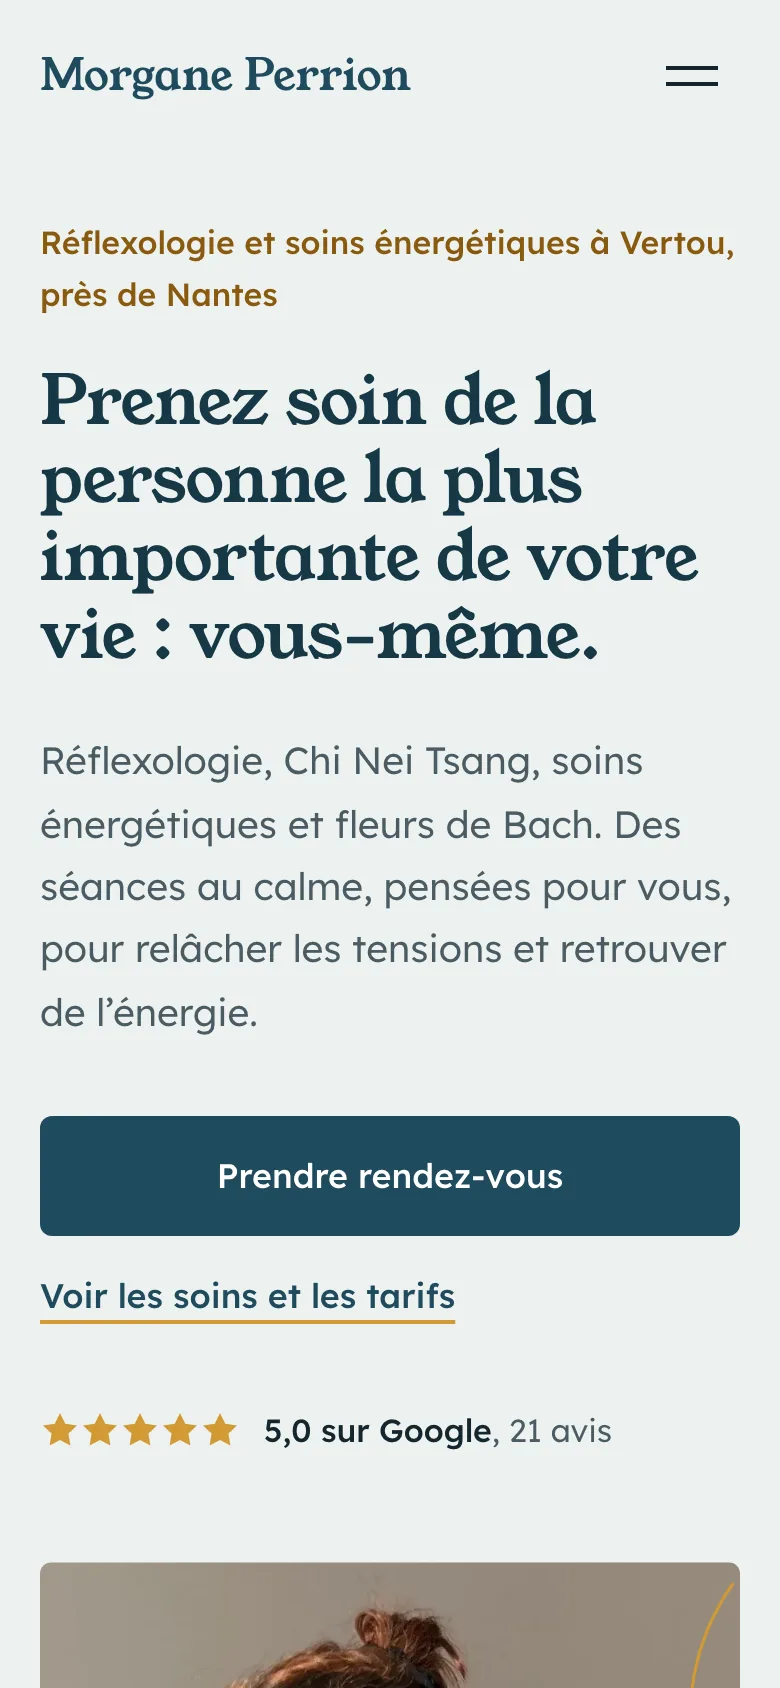 Morgane Perrion
Réflexologie et soins énergétiques à Vertou,
près de Nantes
Prenez soin de la
personne la plus
importante de votre
vie : vous-même.
Réflexologie, Chi Nei Tsang, soins
énergétiques et fleurs de Bach. Des
séances au calme, pensées pour vous,
pour relâcher les tensions et retrouver
de l’énergie.
Prendre rendez-vous
Voir les soins et les tarifs
5,0 sur Google, 21 avis